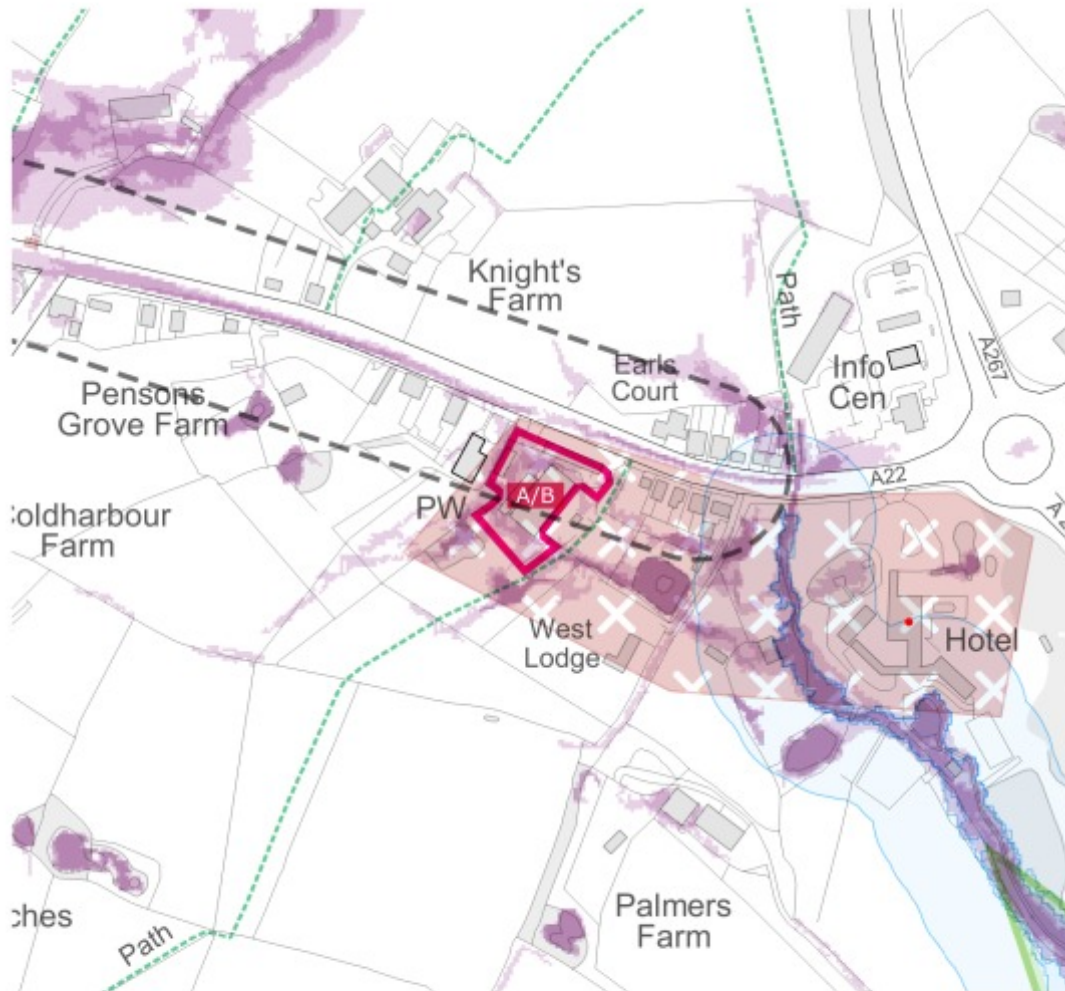 Knight's
Farm
Path
A267
Earls
Court
Info
Cen
Pensons
Grove Farm
A22
A/B
PW
Coldharbour
Farm
West
Lodge
Hotel
Palmers
Farm
ches
Path